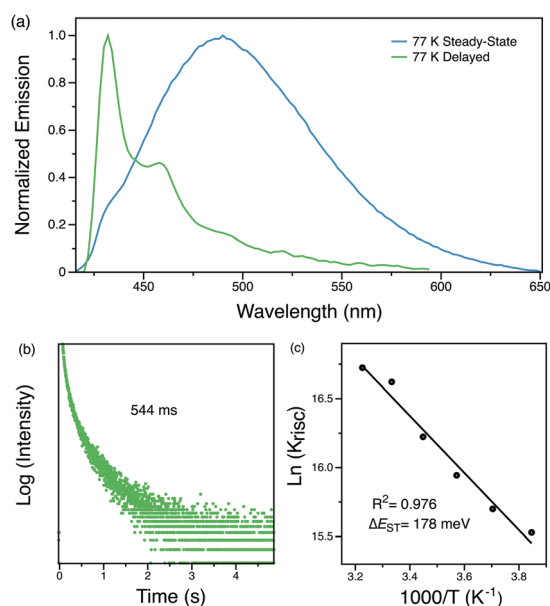 (a)
77 K Steady-State
77 K Delayed
Normalized Emission
1.0
0.8
0.6
0.4
0.2
0
450
500
550
600
650
Wavelength (nm)
(b)
544 ms
Log (Intensity)
0
1
2
3
4
Time (s)
(c)
Ln (Krisc)
16.5
16.0
15.5
R²= 0.976
ΔEST= 178 meV
3.2
3.4
3.6
3.8
1000/T (K⁻¹)